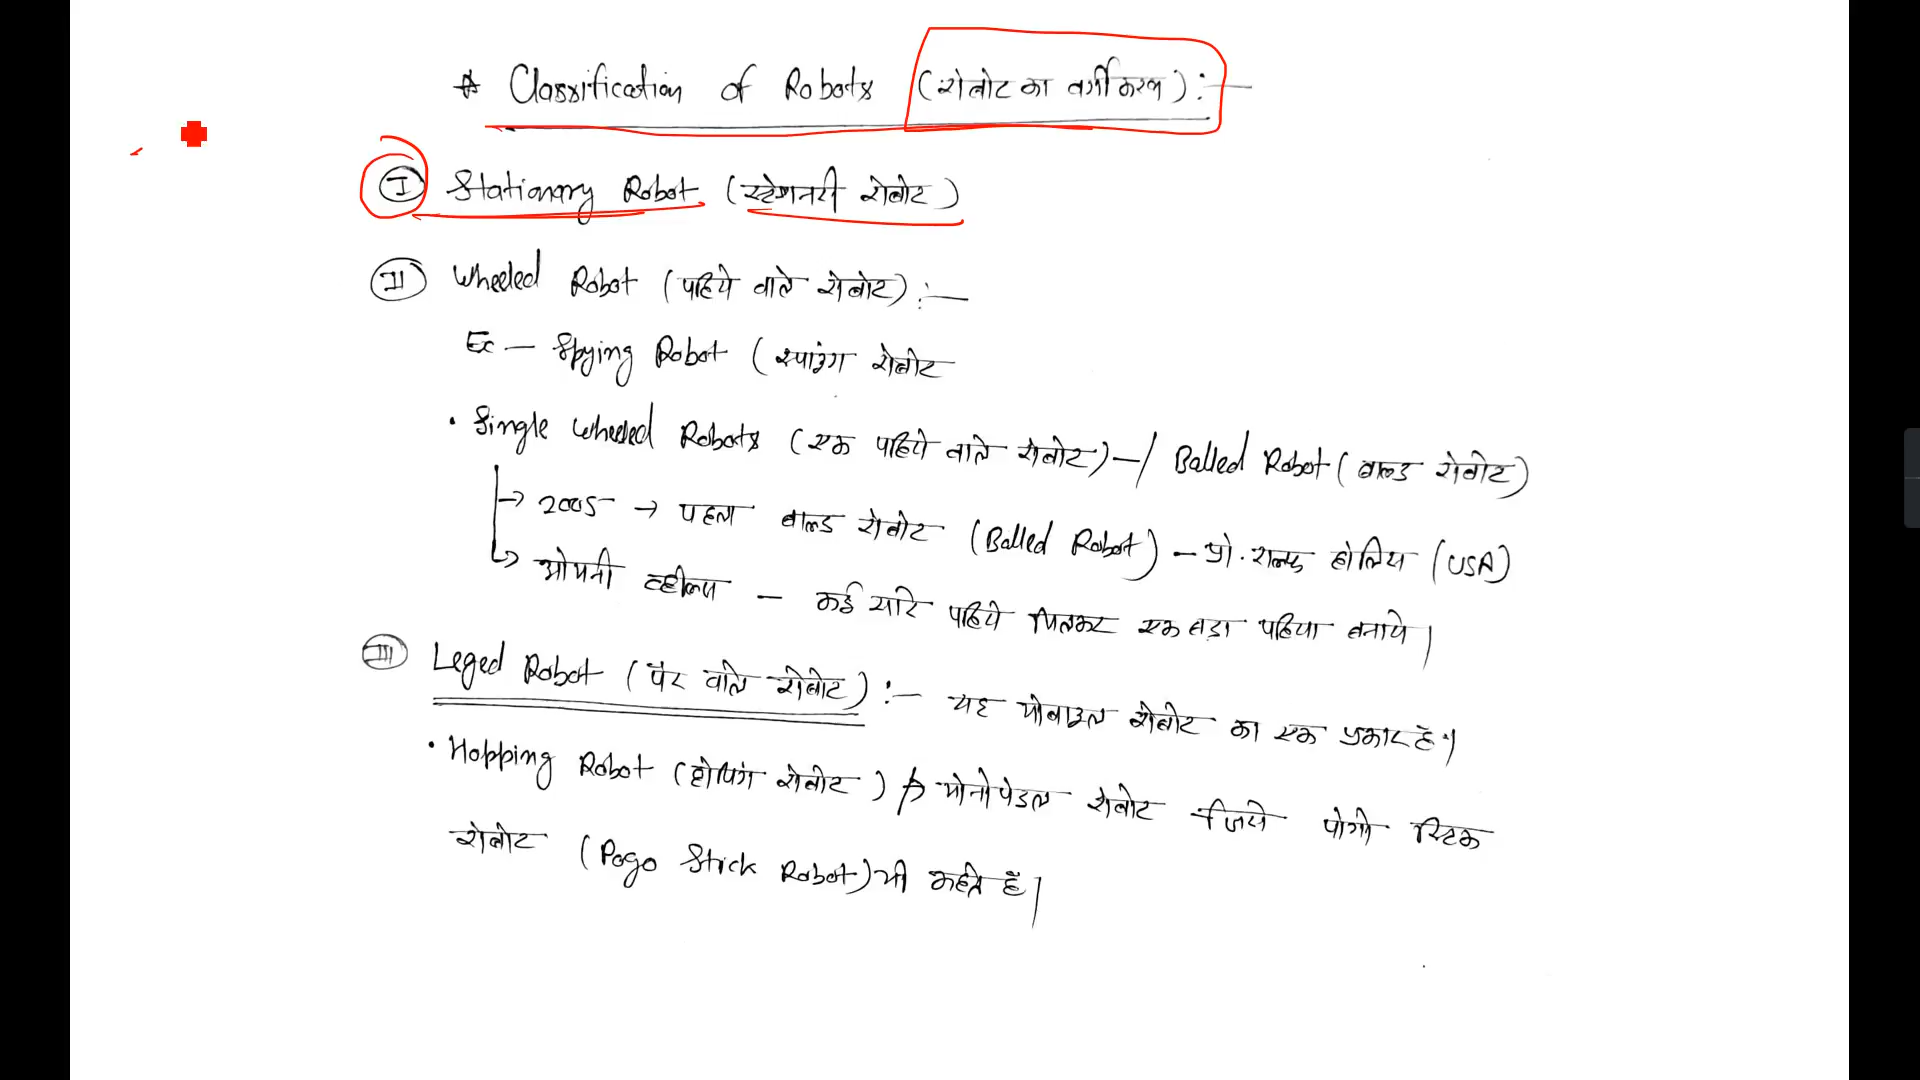 * Classification of Robots (रोबोट का वर्गीकरण) :-
I Stationary Robot (स्टेशनरी रोबोट)
II Wheeled Robot (पहिये वाले रोबोट) :-
Ex - Spying Robot (स्पाइंग रोबोट
• Single Wheeled Robots (एक पहिये वाले रोबोट) - / Balled Robot (बाल्ड रोबोट)
→ 2005 → पहला बाल्ड रोबोट (Balled Robot) - प्रो. राल्फ होलिय (USA)
→ ओमनी व्हील्स - कई सारे पहिये मिलकर एक बड़ा पहिया बनाये।
III Leged Robot (पैर वाले रोबोट) :- यह मोबाइल रोबोट का एक प्रकार है।
• Hopping Robot (होपिंग रोबोट) मोनोपेडल रोबोट जिसे पोगो स्टिक
रोबोट (Pogo Stick Robot) भी कहते हैं।